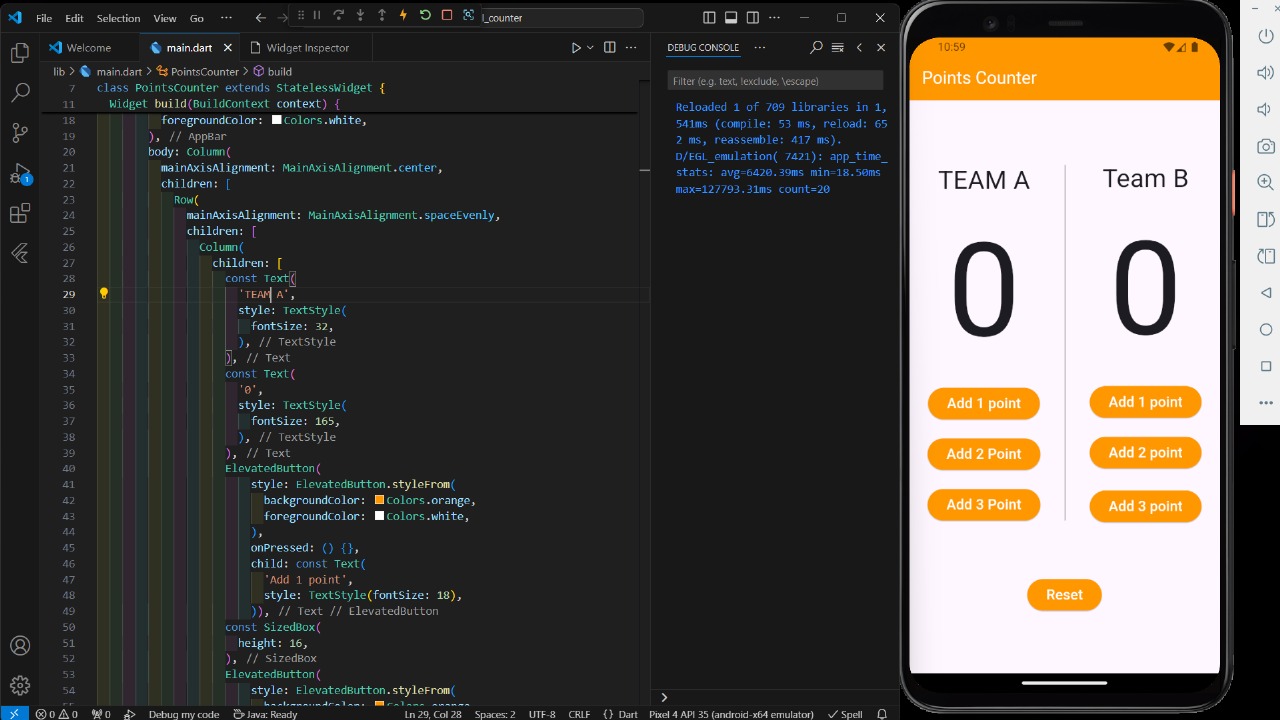 File Edit Selection View Go ··· l_counter
Welcome main.dart Widget Inspector
lib > main.dart > PointsCounter > build
7 class PointsCounter extends StatelessWidget {
11 Widget build(BuildContext context) {
18 foregroundColor: Colors.white,
19 ), // AppBar
20 body: Column(
21 mainAxisAlignment: MainAxisAlignment.center,
22 children: [
23 Row(
24 mainAxisAlignment: MainAxisAlignment.spaceEvenly,
25 children: [
26 Column(
27 children: [
28 const Text(
29 'TEAM A',
30 style: TextStyle(
31 fontSize: 32,
32 ), // TextStyle
33 ), // Text
34 const Text(
35 '0',
36 style: TextStyle(
37 fontSize: 165,
38 ), // TextStyle
39 ), // Text
40 ElevatedButton(
41 style: ElevatedButton.styleFrom(
42 backgroundColor: Colors.orange,
43 foregroundColor: Colors.white,
44 ),
45 onPressed: () {},
46 child: const Text(
47 'Add 1 point',
48 style: TextStyle(fontSize: 18),
49 )), // Text // ElevatedButton
50 const SizedBox(
51 height: 16,
52 ), // SizedBox
53 ElevatedButton(
54 style: ElevatedButton.styleFrom(
backgroundColor: Colors.orange,
DEBUG CONSOLE ···
Filter (e.g. text, !exclude, \escape)
Reloaded 1 of 709 libraries in 1,
541ms (compile: 53 ms, reload: 65
2 ms, reassemble: 417 ms).
D/EGL_emulation( 7421): app_time_
stats: avg=6420.39ms min=18.50ms
max=127793.31ms count=20
1
0 0 0 Debug my code Java: Ready Ln 29, Col 28 Spaces: 2 UTF-8 CRLF {} Dart Pixel 4 API 35 (android-x64 emulator) Spell
10:59
Points Counter
TEAM A Team B
0 0
Add 1 point Add 1 point
Add 2 Point Add 2 point
Add 3 Point Add 3 point
Reset